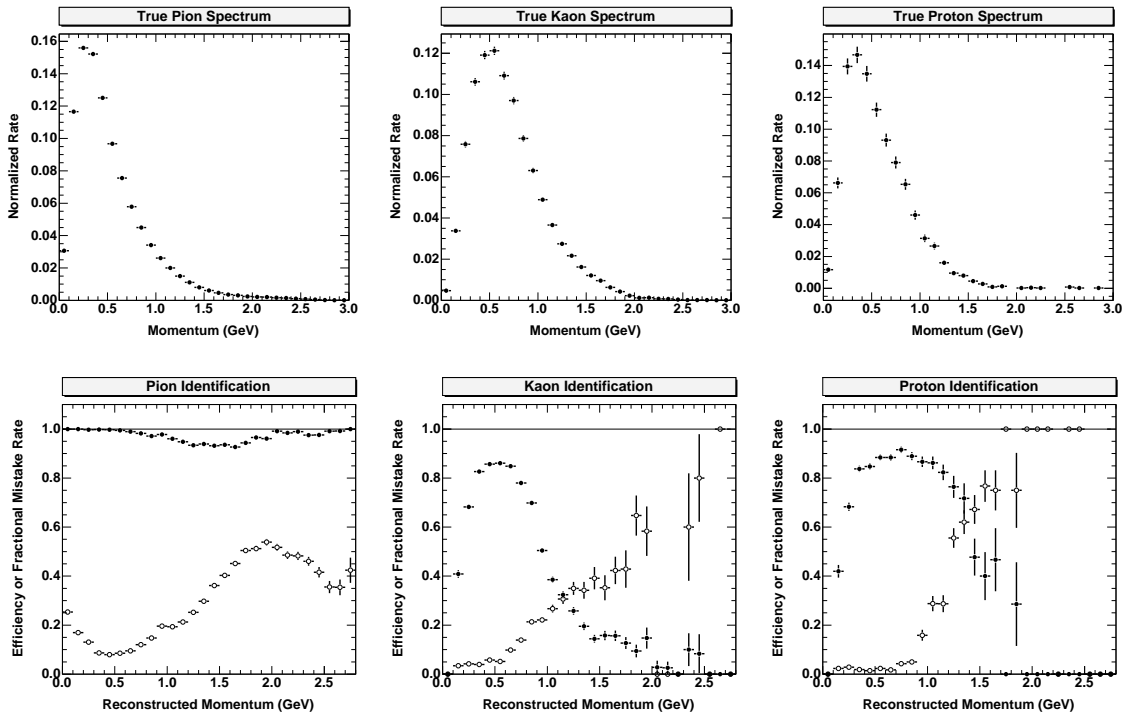 True Pion Spectrum
Normalized Rate
0.16
0.14
0.12
0.10
0.08
0.06
0.04
0.02
0.00
0.0 0.5 1.0 1.5 2.0 2.5 3.0
Momentum (GeV)
True Kaon Spectrum
Normalized Rate
0.12
0.10
0.08
0.06
0.04
0.02
0.00
0.0 0.5 1.0 1.5 2.0 2.5 3.0
Momentum (GeV)
True Proton Spectrum
Normalized Rate
0.14
0.12
0.10
0.08
0.06
0.04
0.02
0.00
0.0 0.5 1.0 1.5 2.0 2.5 3.0
Momentum (GeV)
Pion Identification
Efficiency or Fractional Mistake Rate
1.0
0.8
0.6
0.4
0.2
0.0
0.0 0.5 1.0 1.5 2.0 2.5
Reconstructed Momentum (GeV)
Kaon Identification
Efficiency or Fractional Mistake Rate
1.0
0.8
0.6
0.4
0.2
0.0
0.0 0.5 1.0 1.5 2.0 2.5
Reconstructed Momentum (GeV)
Proton Identification
Efficiency or Fractional Mistake Rate
1.0
0.8
0.6
0.4
0.2
0.0
0.0 0.5 1.0 1.5 2.0 2.5
Reconstructed Momentum (GeV)